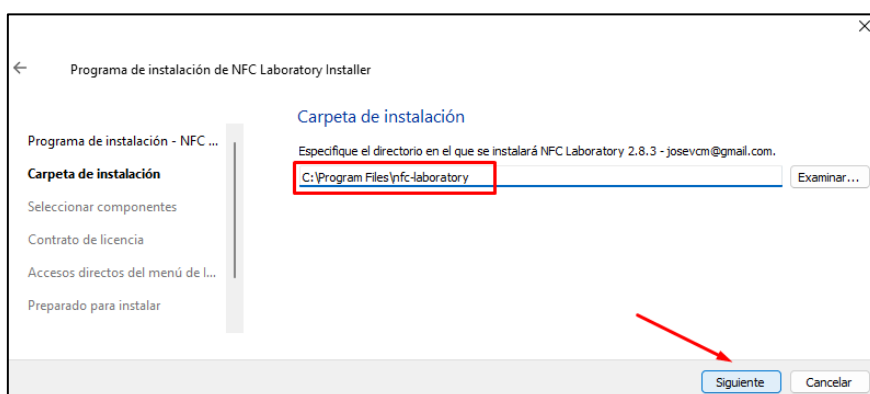 Programa de instalación de NFC Laboratory Installer
Programa de instalación - NFC ...
Carpeta de instalación
Seleccionar componentes
Contrato de licencia
Accesos directos del menú de l...
Preparado para instalar
Carpeta de instalación
Especifique el directorio en el que se instalará NFC Laboratory 2.8.3 - josevcm@gmail.com.
C:\Program Files\nfc-laboratory
Examinar...
Siguiente
Cancelar